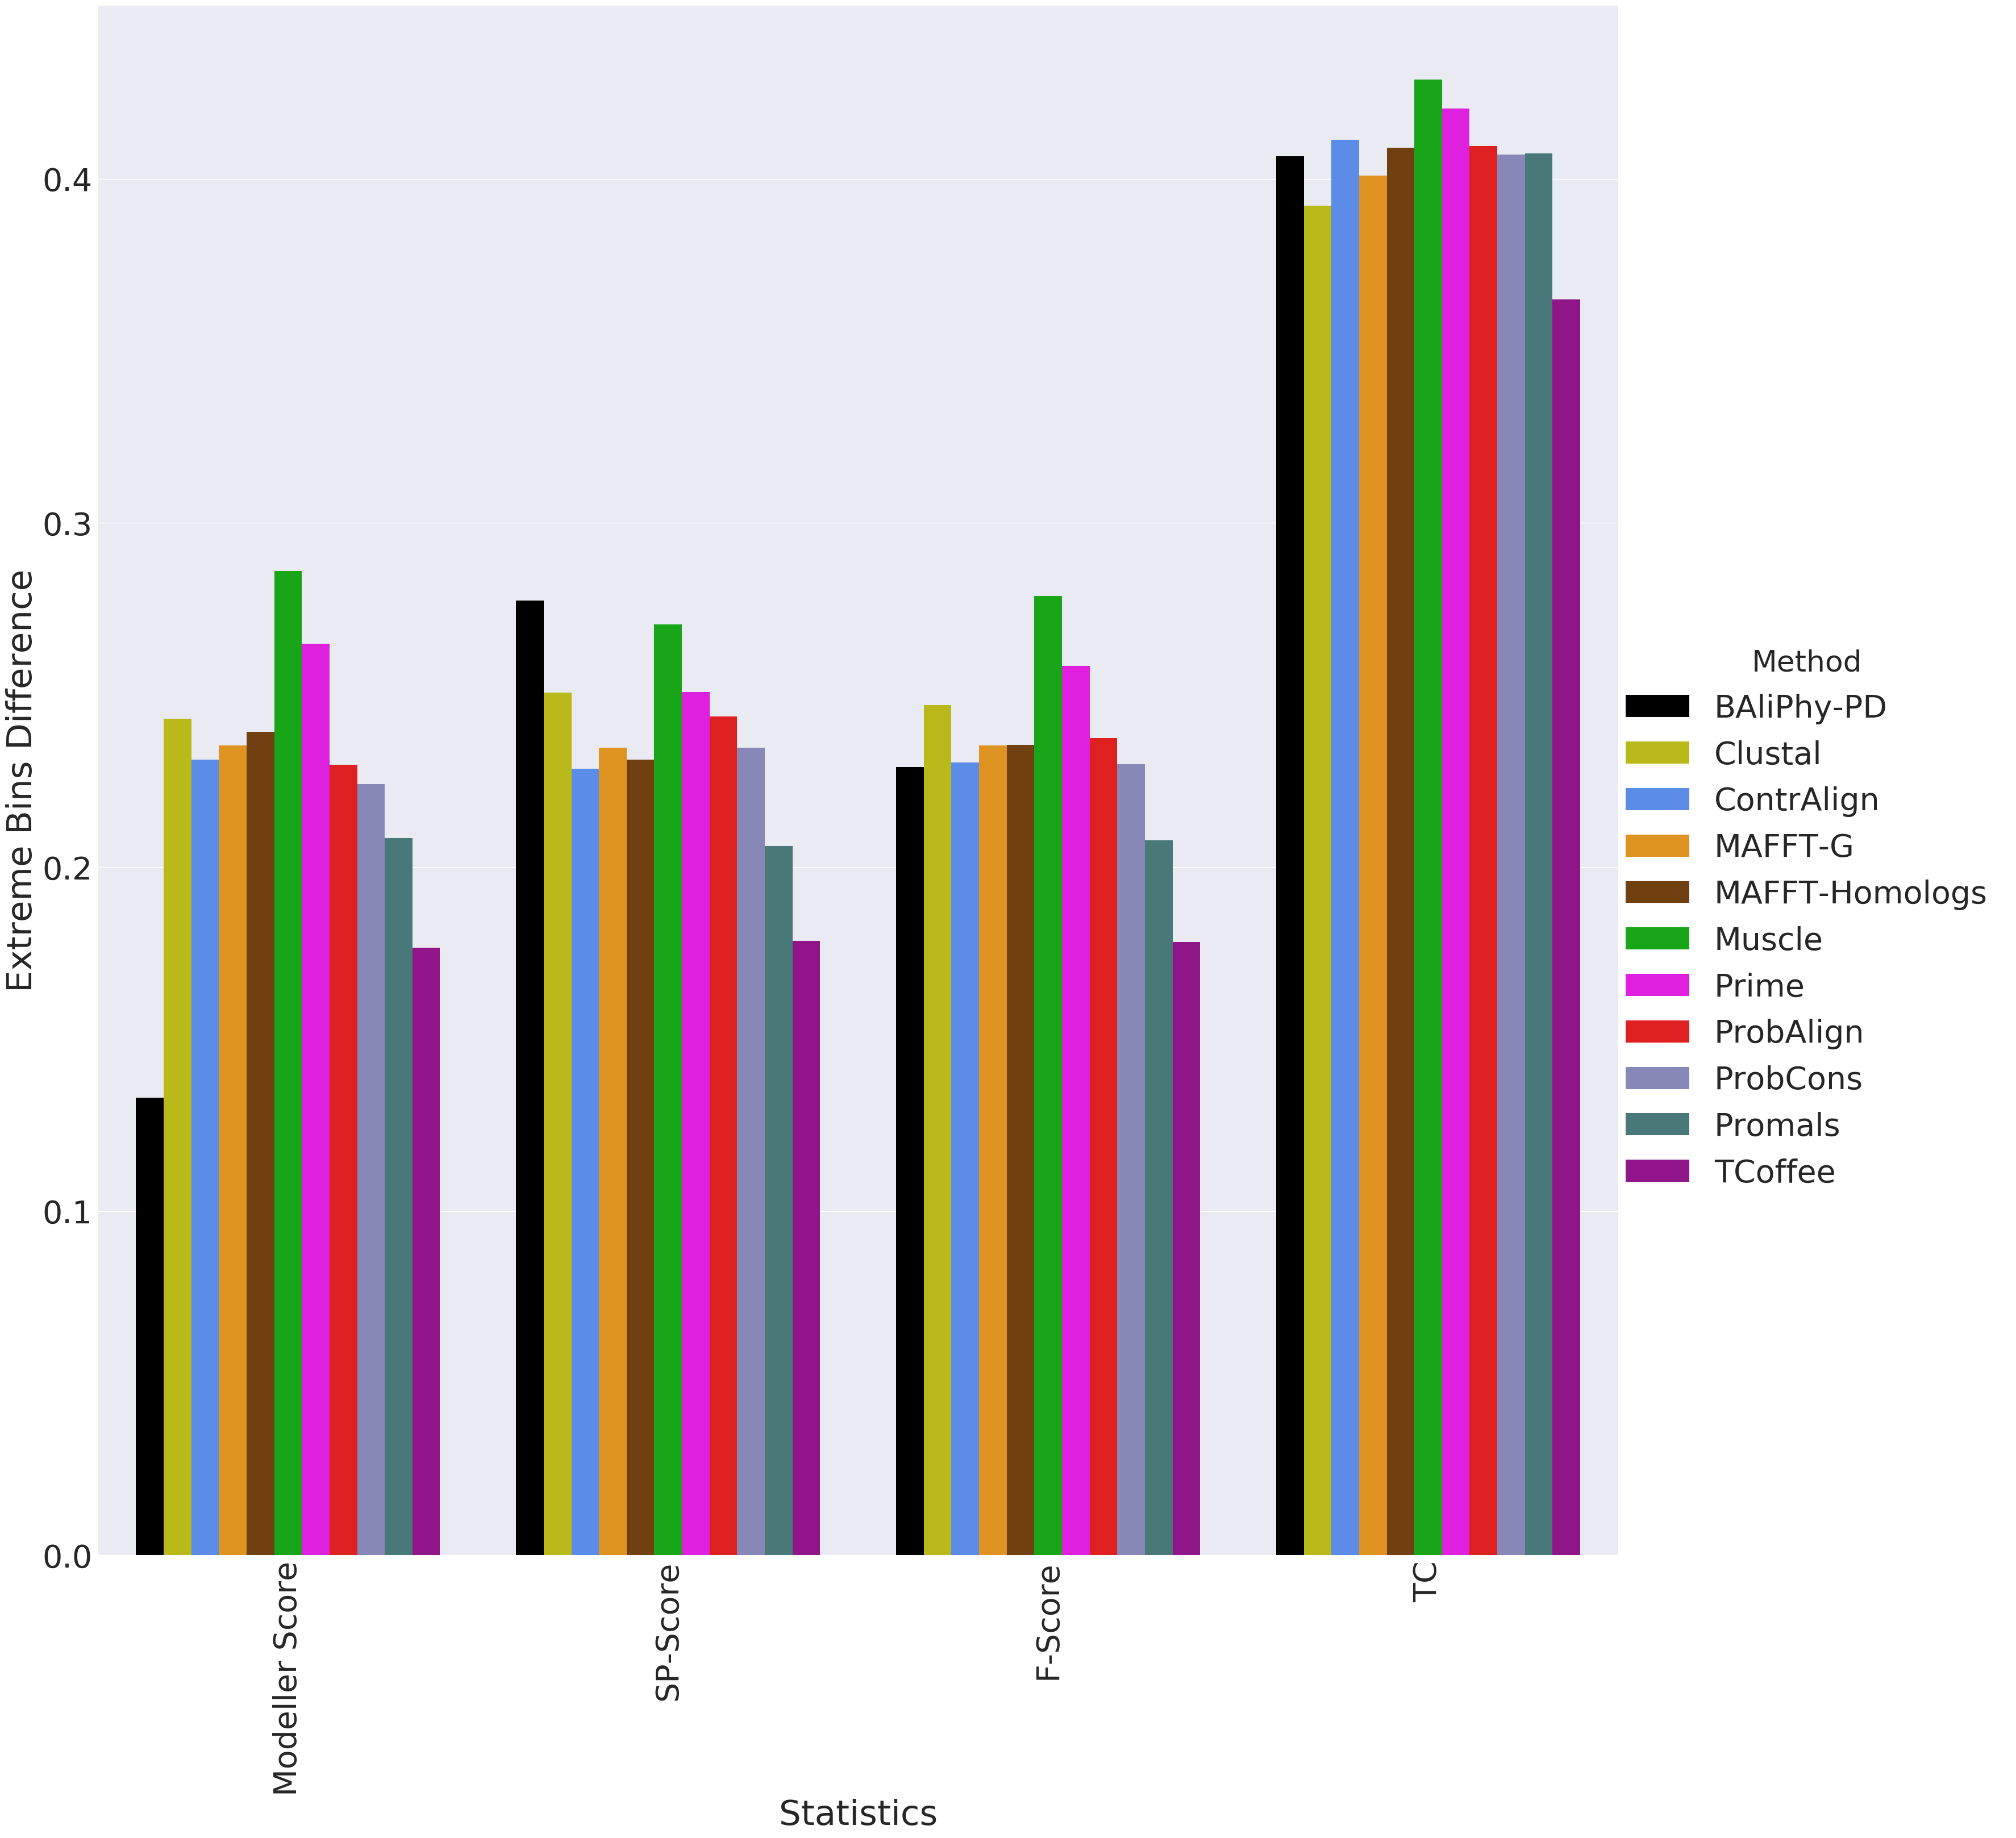 Extreme Bins Difference
0.4
0.3
0.2
0.1
0.0
Modeller Score
SP-Score
F-Score
TC
Statistics
Method
BAliPhy-PD
Clustal
ContrAlign
MAFFT-G
MAFFT-Homologs
Muscle
Prime
ProbAlign
ProbCons
Promals
TCoffee